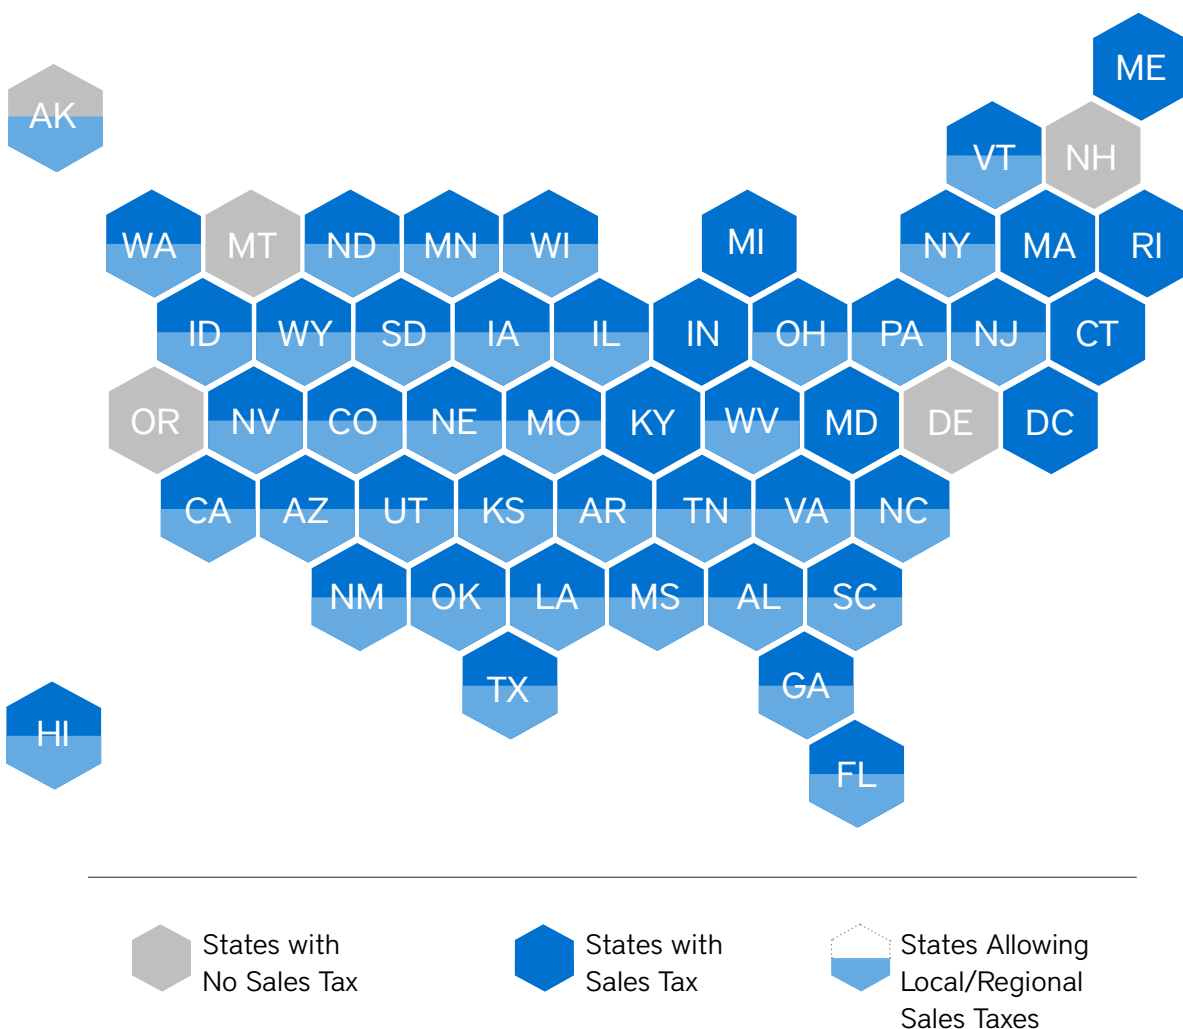 ME
AK
VT
NH
WA
MT
ND
MN
WI
MI
NY
MA
RI
ID
WY
SD
IA
IL
IN
OH
PA
NJ
CT
OR
NV
CO
NE
MO
KY
WV
MD
DE
DC
CA
AZ
UT
KS
AR
TN
VA
NC
NM
OK
LA
MS
AL
SC
TX
GA
HI
FL
States with
No Sales Tax
States with
Sales Tax
States Allowing
Local/Regional
Sales Taxes